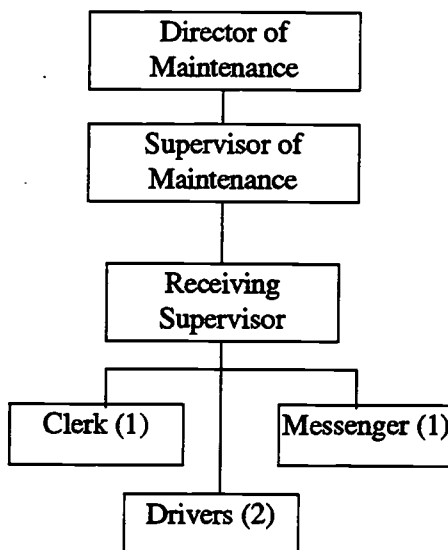 Director of
Maintenance
Supervisor of
Maintenance
Receiving
Supervisor
Clerk (1)
Messenger (1)
Drivers (2)